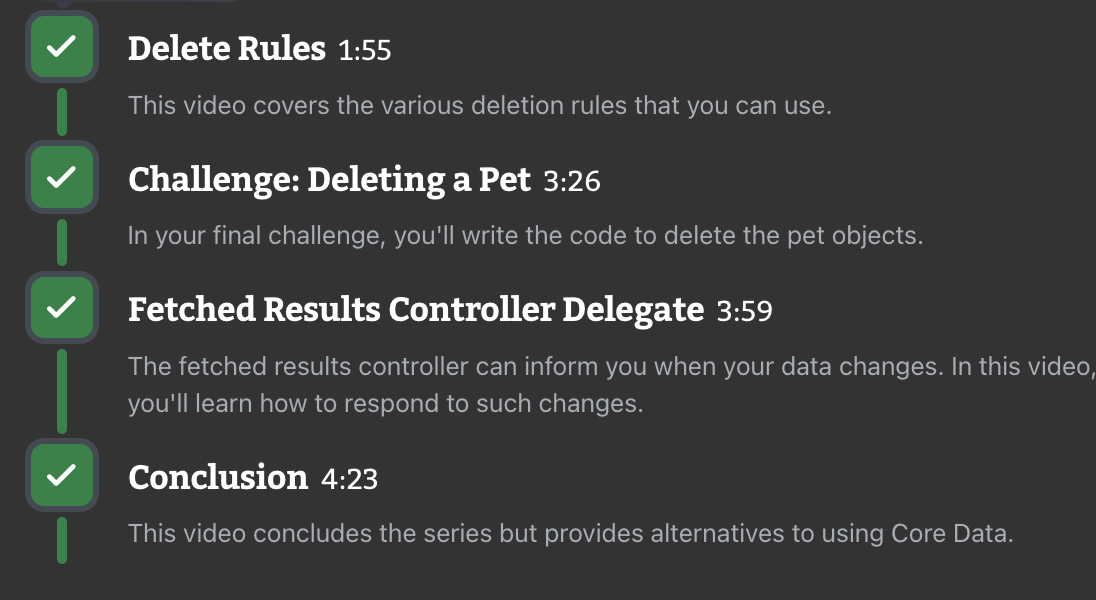 Delete Rules 1:55
This video covers the various deletion rules that you can use.
Challenge: Deleting a Pet 3:26
In your final challenge, you'll write the code to delete the pet objects.
Fetched Results Controller Delegate 3:59
The fetched results controller can inform you when your data changes. In this video,
you'll learn how to respond to such changes.
Conclusion 4:23
This video concludes the series but provides alternatives to using Core Data.